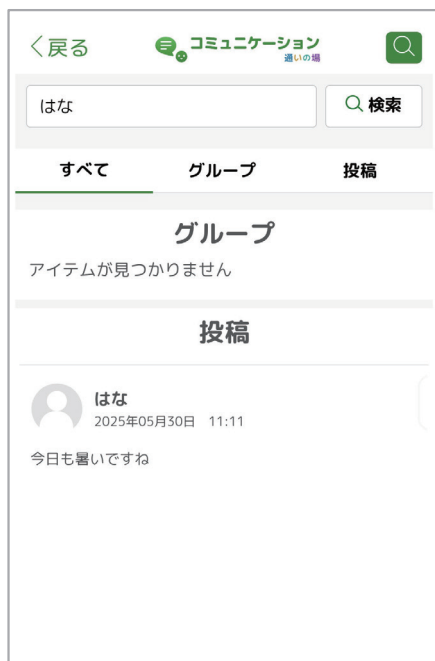 戻る
コミュニケーション
通いの場
はな
検索
すべて グループ 投稿
グループ
アイテムが見つかりません
投稿
はな
2025年05月30日 11:11
今日も暑いですね